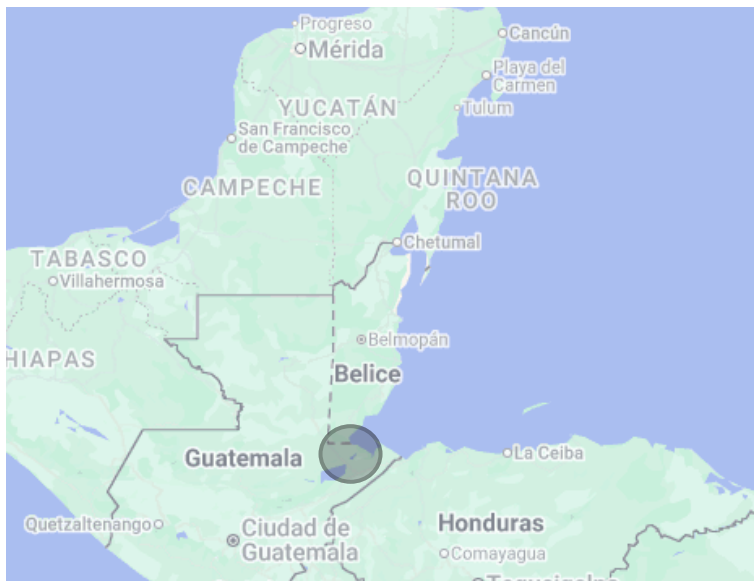 Progreso
Cancún
Mérida
Playa del
Carmen
YUCATÁN
Tulum
San Francisco
de Campeche
CAMPECHE
QUINTANA
ROO
Chetumal
TABASCO
Villahermosa
Belmopán
HIAPAS
Belice
Guatemala
La Ceiba
Quetzaltenango
Ciudad de
Guatemala
Honduras
Comayagua
Tegucigalpa